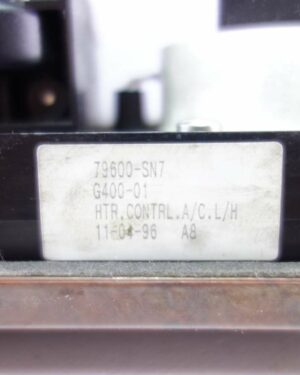 79600-SN7
G400-01
HTR.CONTRL.A/C.L/H
11-04-96 A8